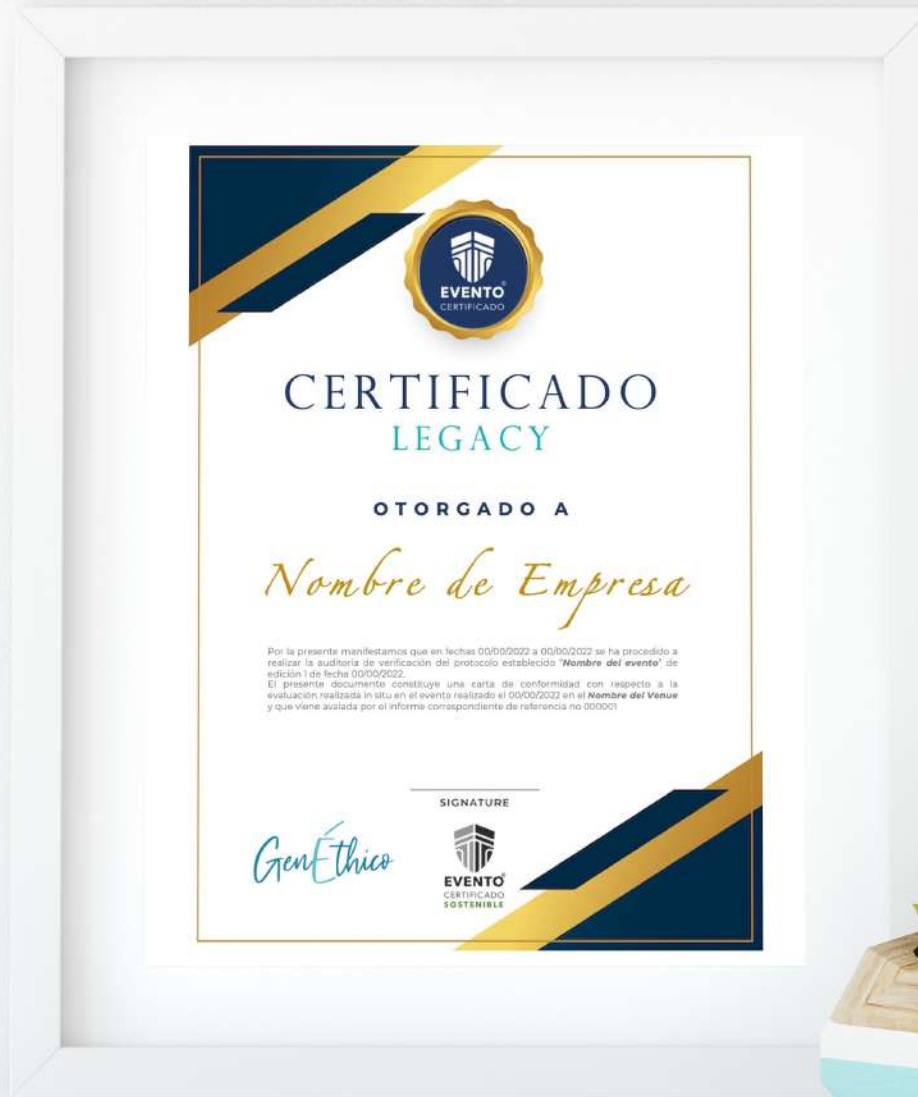 EVENTO®
CERTIFICADO
CERTIFICADO
LEGACY
OTORGADO A
Nombre de Empresa
Por la presente manifestamos que en fechas 00/00/2022 a 00/00/2022 se ha procedido a
realizar la auditoria de verificación del protocolo establecido "Nombre del evento" de
edición 1 de fecha 00/00/2022.
El presente documento constituye una carta de conformidad con respecto a la
evaluación realizada in situ en el evento realizado el 00/00/2022 en el Nombre del Venue
y que viene avalada por el informe correspondiente de referencia no 000001
SIGNATURE
GenÉthico
EVENTO®
CERTIFICADO
SOSTENIBLE